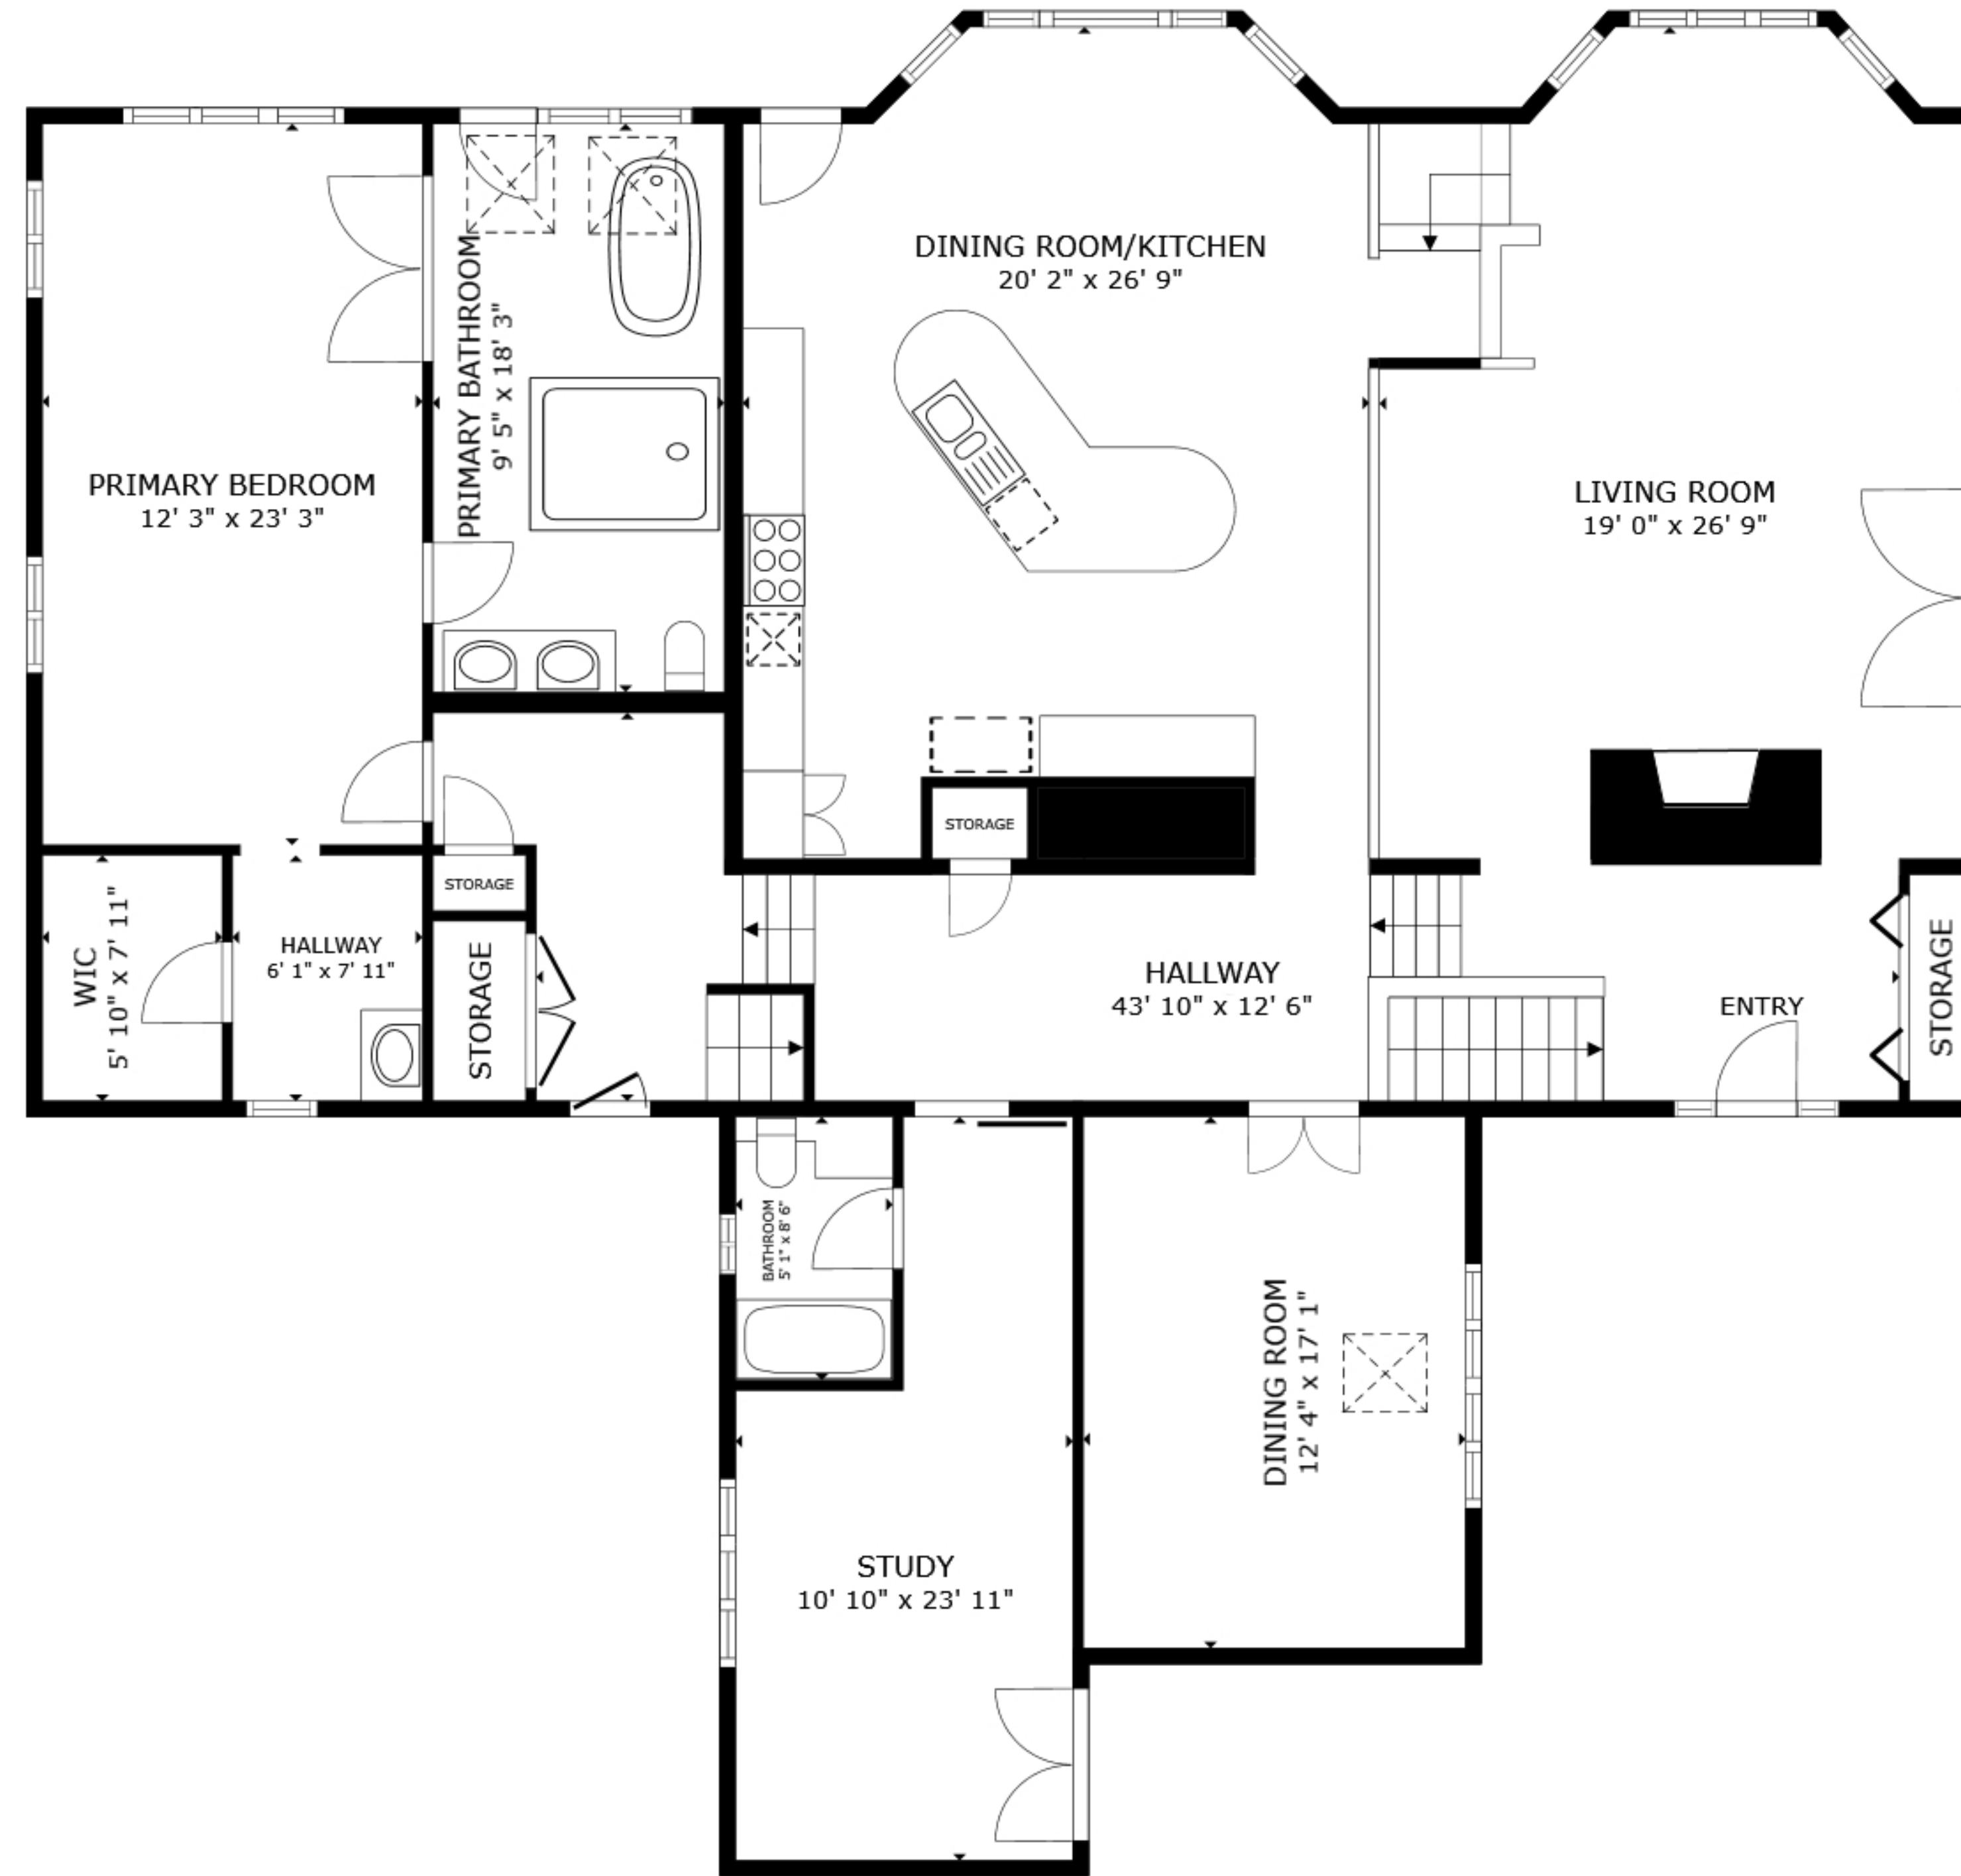 DINING ROOM/KITCHEN
20' 2" x 26' 9"
PRIMARY BATHROOM
9' 5" x 18' 3"
PRIMARY BEDROOM
12' 3" x 23' 3"
LIVING ROOM
19' 0" x 26' 9"
STORAGE
STORAGE
WIC
5' 10" x 7' 11"
HALLWAY
6' 1" x 7' 11"
STORAGE
HALLWAY
43' 10" x 12' 6"
ENTRY
STORAGE
BATHROOM
5' 1" x 8' 6"
DINING ROOM
12' 4" x 17' 1"
STUDY
10' 10" x 23' 11"